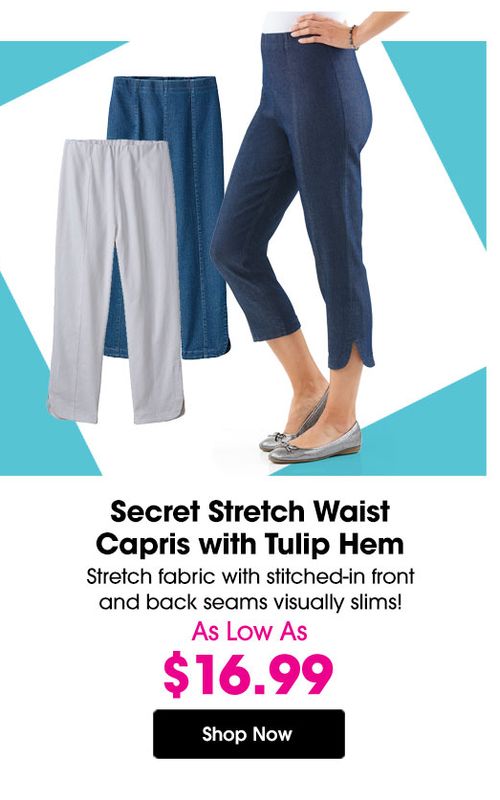 Secret Stretch Waist
Capris with Tulip Hem
Stretch fabric with stitched-in front
and back seams visually slims!
As Low As
$16.99
Shop Now